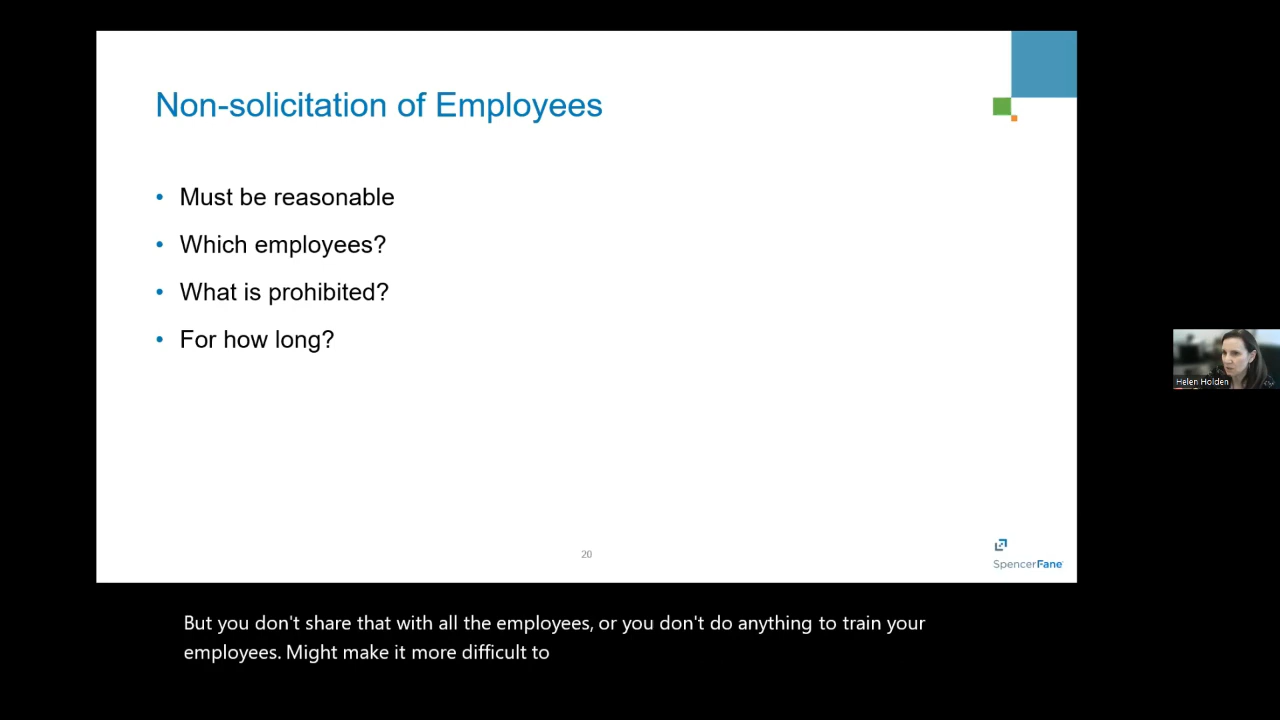 Non-solicitation of Employees
• Must be reasonable
• Which employees?
• What is prohibited?
• For how long?
20
SpencerFane
Helen Holden
But you don't share that with all the employees, or you don't do anything to train your
employees. Might make it more difficult to